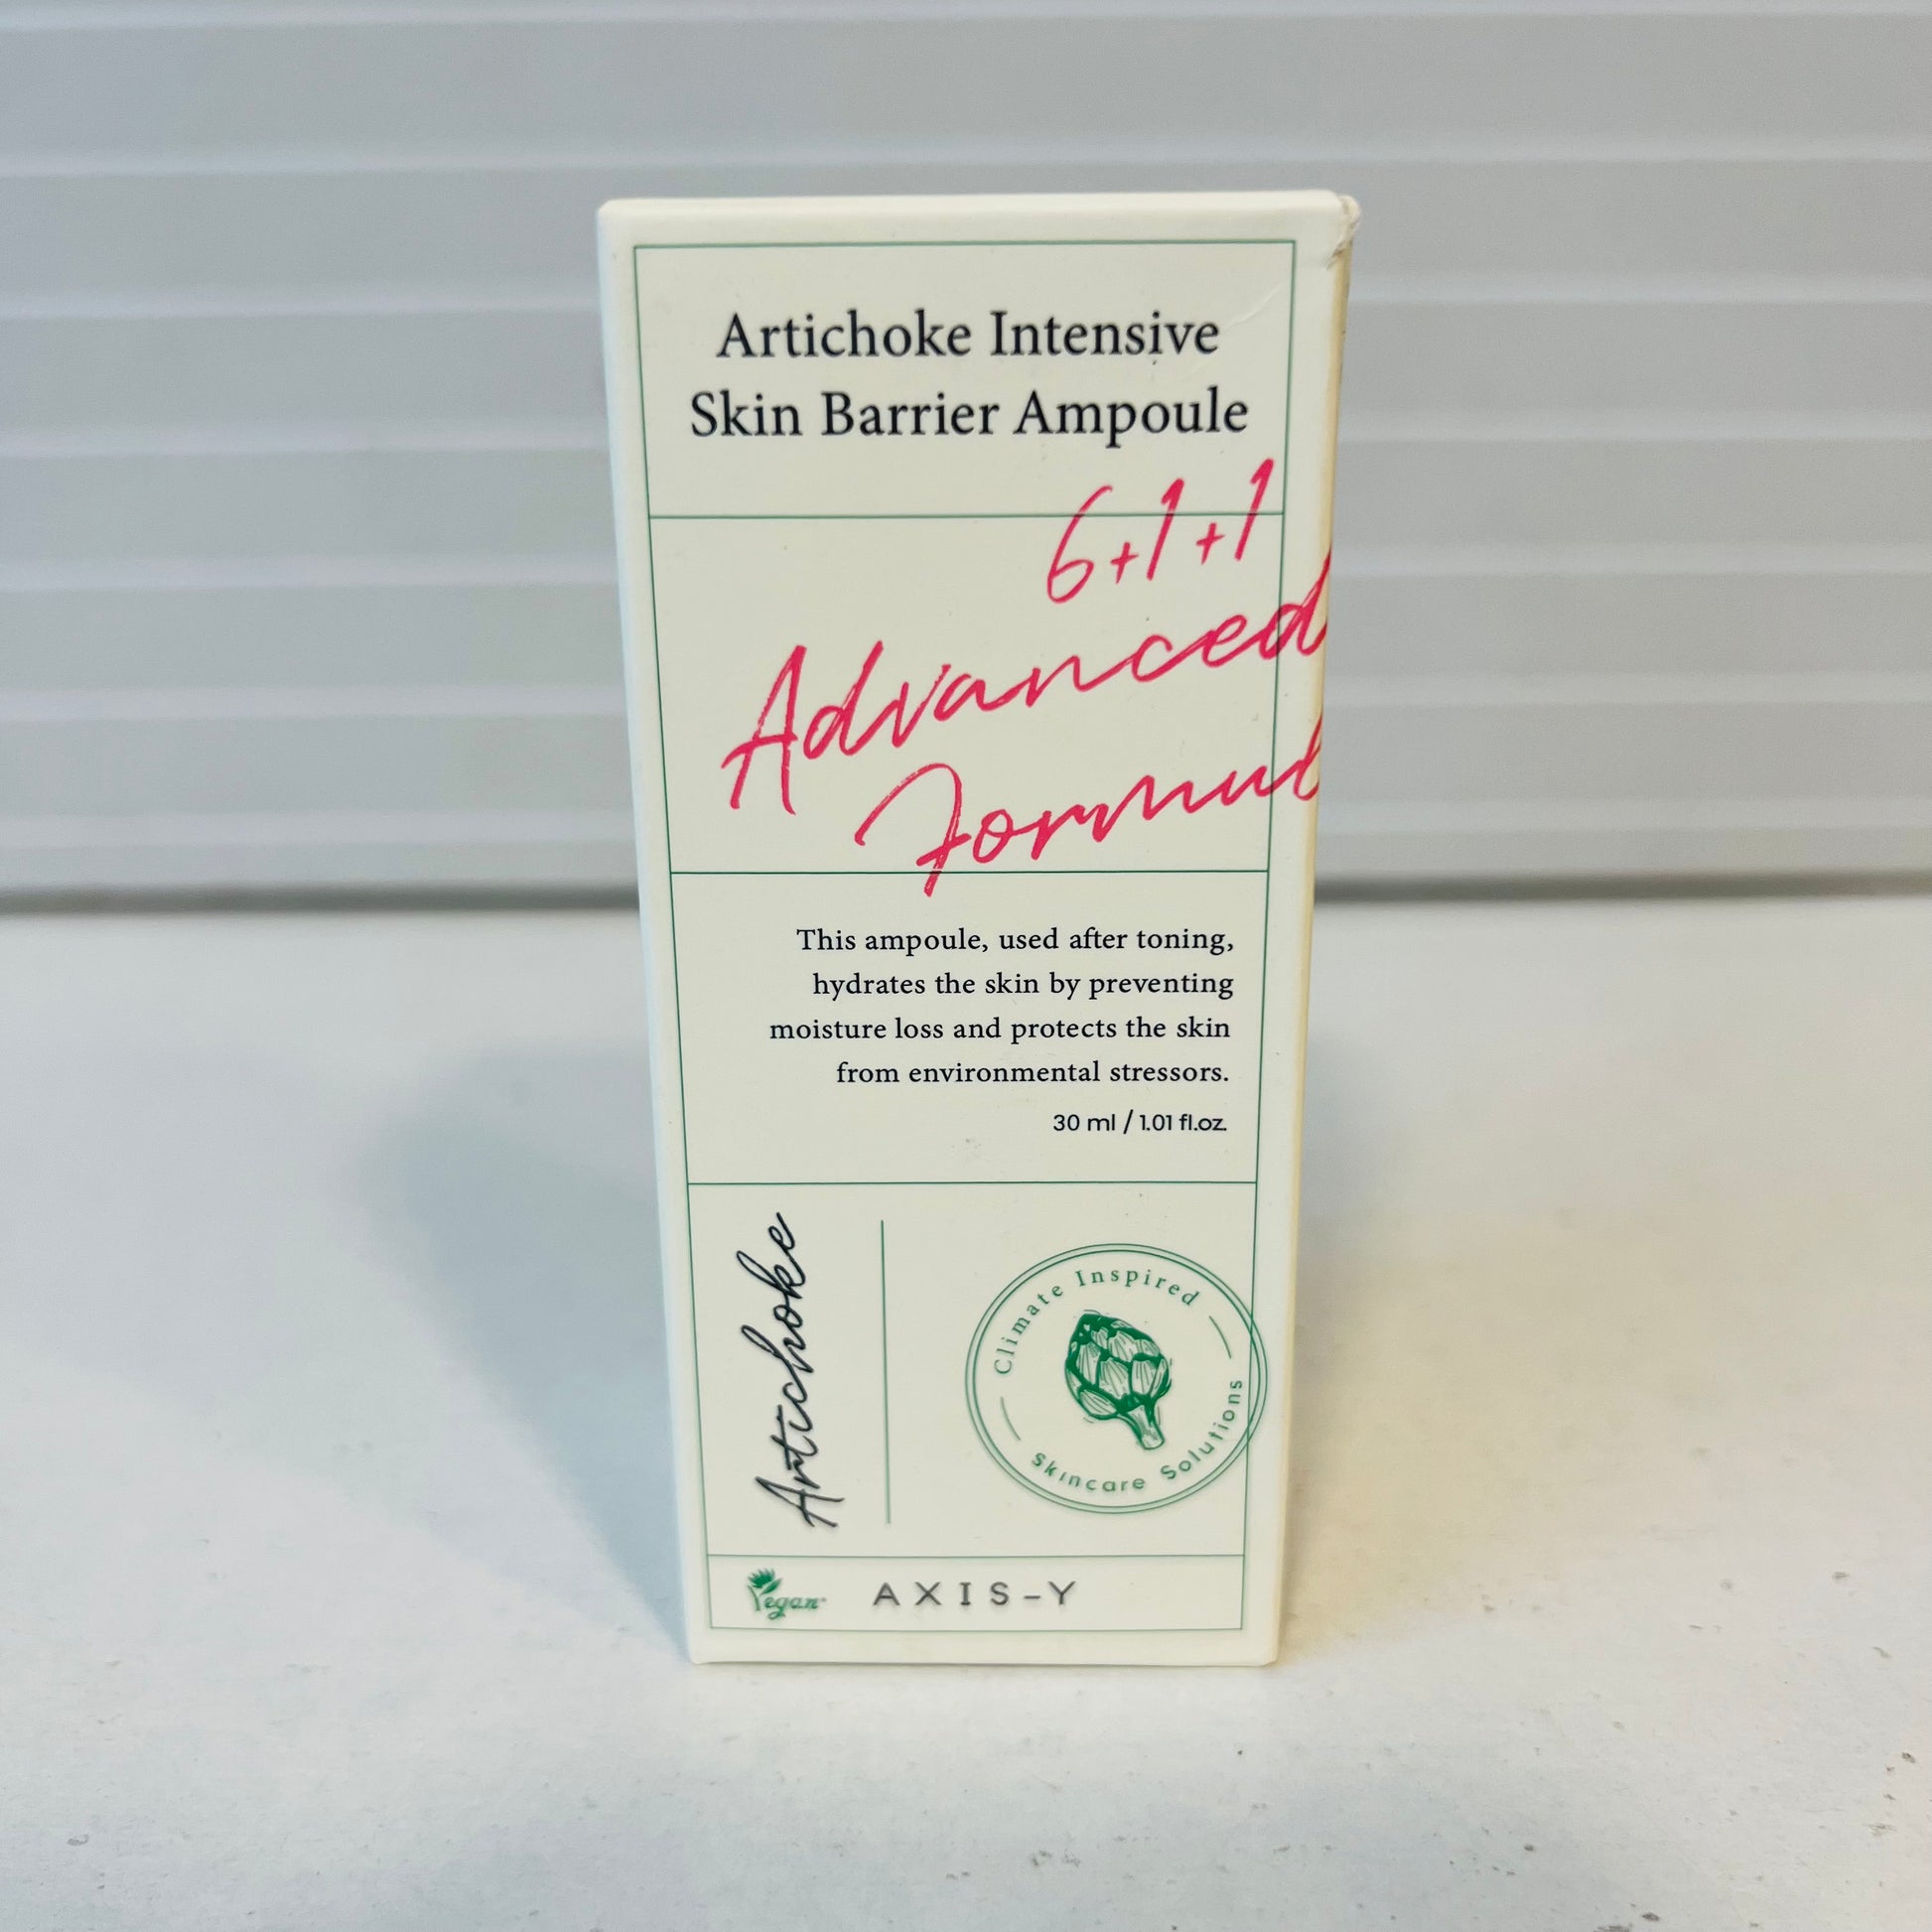 Artichoke Intensive
Skin Barrier Ampoule
6+1+1
Advanced
Formul
This ampoule, used after toning,
hydrates the skin by preventing
moisture loss and protects the skin
from environmental stressors.
30 ml / 1.01 fl.oz.
Artichoke
Climate Inspired
Skincare Solutions
Vegan
AXIS-Y